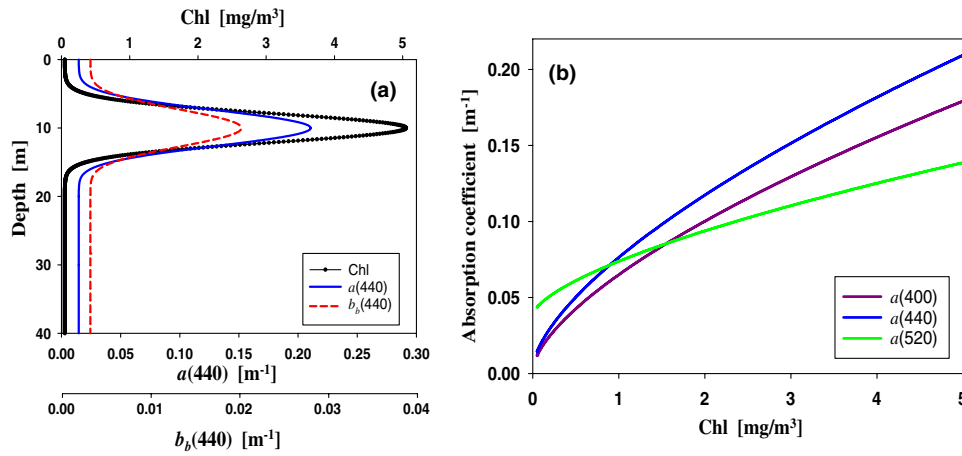 Chl [mg/m³]
0 1 2 3 4 5
(a)
0
10
20
30
40
Depth [m]
Chl
a(440)
b_b(440)
0.00 0.05 0.10 0.15 0.20 0.25 0.30
a(440) [m⁻¹]
0.00 0.01 0.02 0.03 0.04
b_b(440) [m⁻¹]
(b)
0.20
0.15
0.10
0.05
0.00
Absorption coefficient [m⁻¹]
a(400)
a(440)
a(520)
0 1 2 3 4 5
Chl [mg/m³]